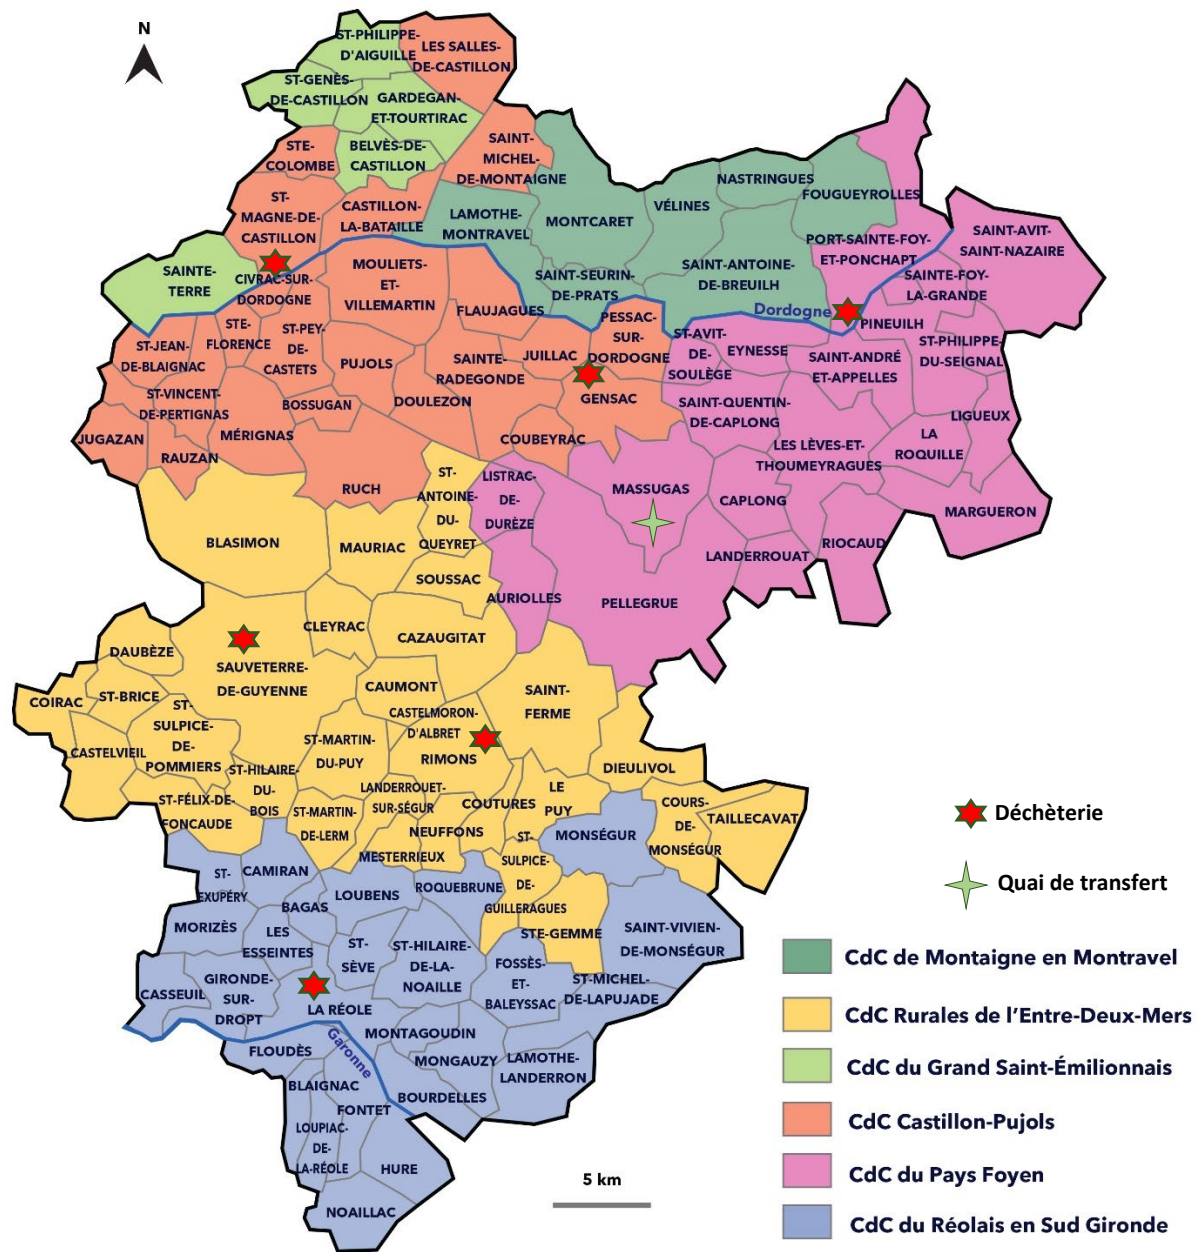 N
ST-PHILIPPE-
D'AIGUILLE
LES SALLES-
DE-CASTILLON
ST-GENÈS-
DE-CASTILLON
GARDEGAN-
ET-TOURTIRAC
STE-
COLOMBE
BELVÈS-DE-
CASTILLON
SAINT-
MICHEL-
DE-MONTAIGNE
ST-
MAGNE-DE-
CASTILLON
CASTILLON-
LA-BATAILLE
LAMOTHE-
MONTRAVEL
MONTCARET
VÉLINES
NASTRINGUES
FOUGUEYROLLES
PORT-SAINTE-FOY-
ET-PONCHAPT
SAINT-AVIT-
SAINT-NAZAIRE
SAINTE-
TERRE
CIVRAC-SUR-
DORDOGNE
MOULIETS-
ET-
VILLEMARTIN
SAINT-SEURIN-
DE-PRATS
SAINT-ANTOINE-
DE-BREUILH
SAINTE-FOY-
LA-GRANDE
Dordogne
PINEUILH
ST-PHILIPPE-
DU-SEIGNAL
ST-JEAN-
DE-BLAIGNAC
STE-
FLORENCE
ST-PEY-
DE-
CASTETS
PUJOLS
FLAUJAGUES
SAINTE-
RADEGONDE
JUILLAC
PESSAC-
SUR-
DORDOGNE
ST-AVIT-
DE-
SOULÈGE
EYNESSE
SAINT-ANDRÉ
ET-APPELLES
ST-VINCENT-
DE-PERTIGNAS
BOSSUGAN
DOULEZON
GENSAC
SAINT-QUENTIN-
DE-CAPLONG
LIGUEUX
JUGAZAN
RAUZAN
MÉRIGNAS
COUBEYRAC
LES LÈVES-ET-
THOUMEYRAGUES
LA
ROQUILLE
RUCH
ST-
ANTOINE-
DU-
QUEYRET
LISTRAC-
DE-
DURÈZE
MASSUGAS
CAPLONG
MARGUERON
BLASIMON
MAURIAC
LANDERROUAT
RIOCAUD
SOUSSAC
AURIOLLES
PELLEGRUE
CLEYRAC
CAZAUGITAT
DAUBÈZE
SAUVETERRE-
DE-GUYENNE
CAUMONT
SAINT-
FERME
COIRAC
ST-BRICE
ST-
SULPICE-
DE-
POMMIERS
CASTELMORON-
D'ALBRET
RIMONS
CASTELVIEIL
ST-MARTIN-
DU-PUY
ST-HILAIRE-
DU-
BOIS
DIEULIVOL
ST-FÉLIX-DE-
FONCAUDE
ST-MARTIN-
DE-LERM
LANDERROUET-
SUR-SÉGUR
COUTURES
LE
PUY
COURS-
DE-
MONSÉGUR
TAILLECAVAT
NEUFFONS
MESTERRIEUX
ST-
SULPICE-
DE-
GUILLERAGUES
MONSÉGUR
ST-
EXUPÉRY
CAMIRAN
BAGAS
LOUBENS
ROQUEBRUNE
STE-GEMME
SAINT-VIVIEN-
DE-MONSÉGUR
MORIZÈS
LES
ESSEINTES
ST-
SÈVE
ST-HILAIRE-
DE-LA-
NOAILLE
FOSSÈS-
ET-
BALEYSSAC
ST-MICHEL-
DE-LAPUJADE
CASSEUIL
GIRONDE-
SUR-
DROPT
LA RÉOLE
MONTAGOUDIN
Garonne
FLOUDÈS
MONGAUZY
LAMOTHE-
LANDERRON
BLAIGNAC
FONTET
BOURDELLES
LOUPIAC-
DE-
LA-RÉOLE
HURE
NOAILLAC
5 km
Déchèterie
Quai de transfert
CdC de Montaigne en Montravel
CdC Rurales de l'Entre-Deux-Mers
CdC du Grand Saint-Émilionnais
CdC Castillon-Pujols
CdC du Pays Foyen
CdC du Réolais en Sud Gironde